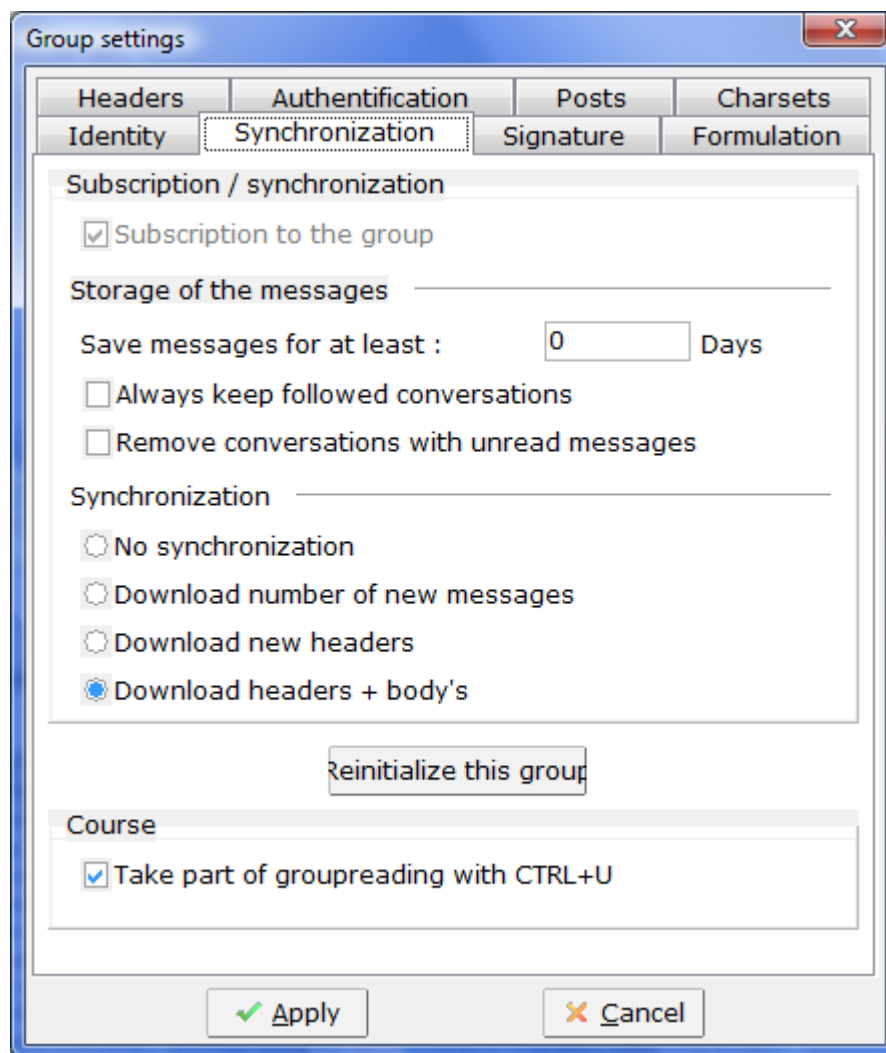 Group settings
Headers Authentification Posts Charsets
Identity Synchronization Signature Formulation
Subscription / synchronization
Subscription to the group
Storage of the messages
Save messages for at least : 0 Days
Always keep followed conversations
Remove conversations with unread messages
Synchronization
No synchronization
Download number of new messages
Download new headers
Download headers + body's
Reinitialize this group
Course
Take part of groupreading with CTRL+U
Apply Cancel